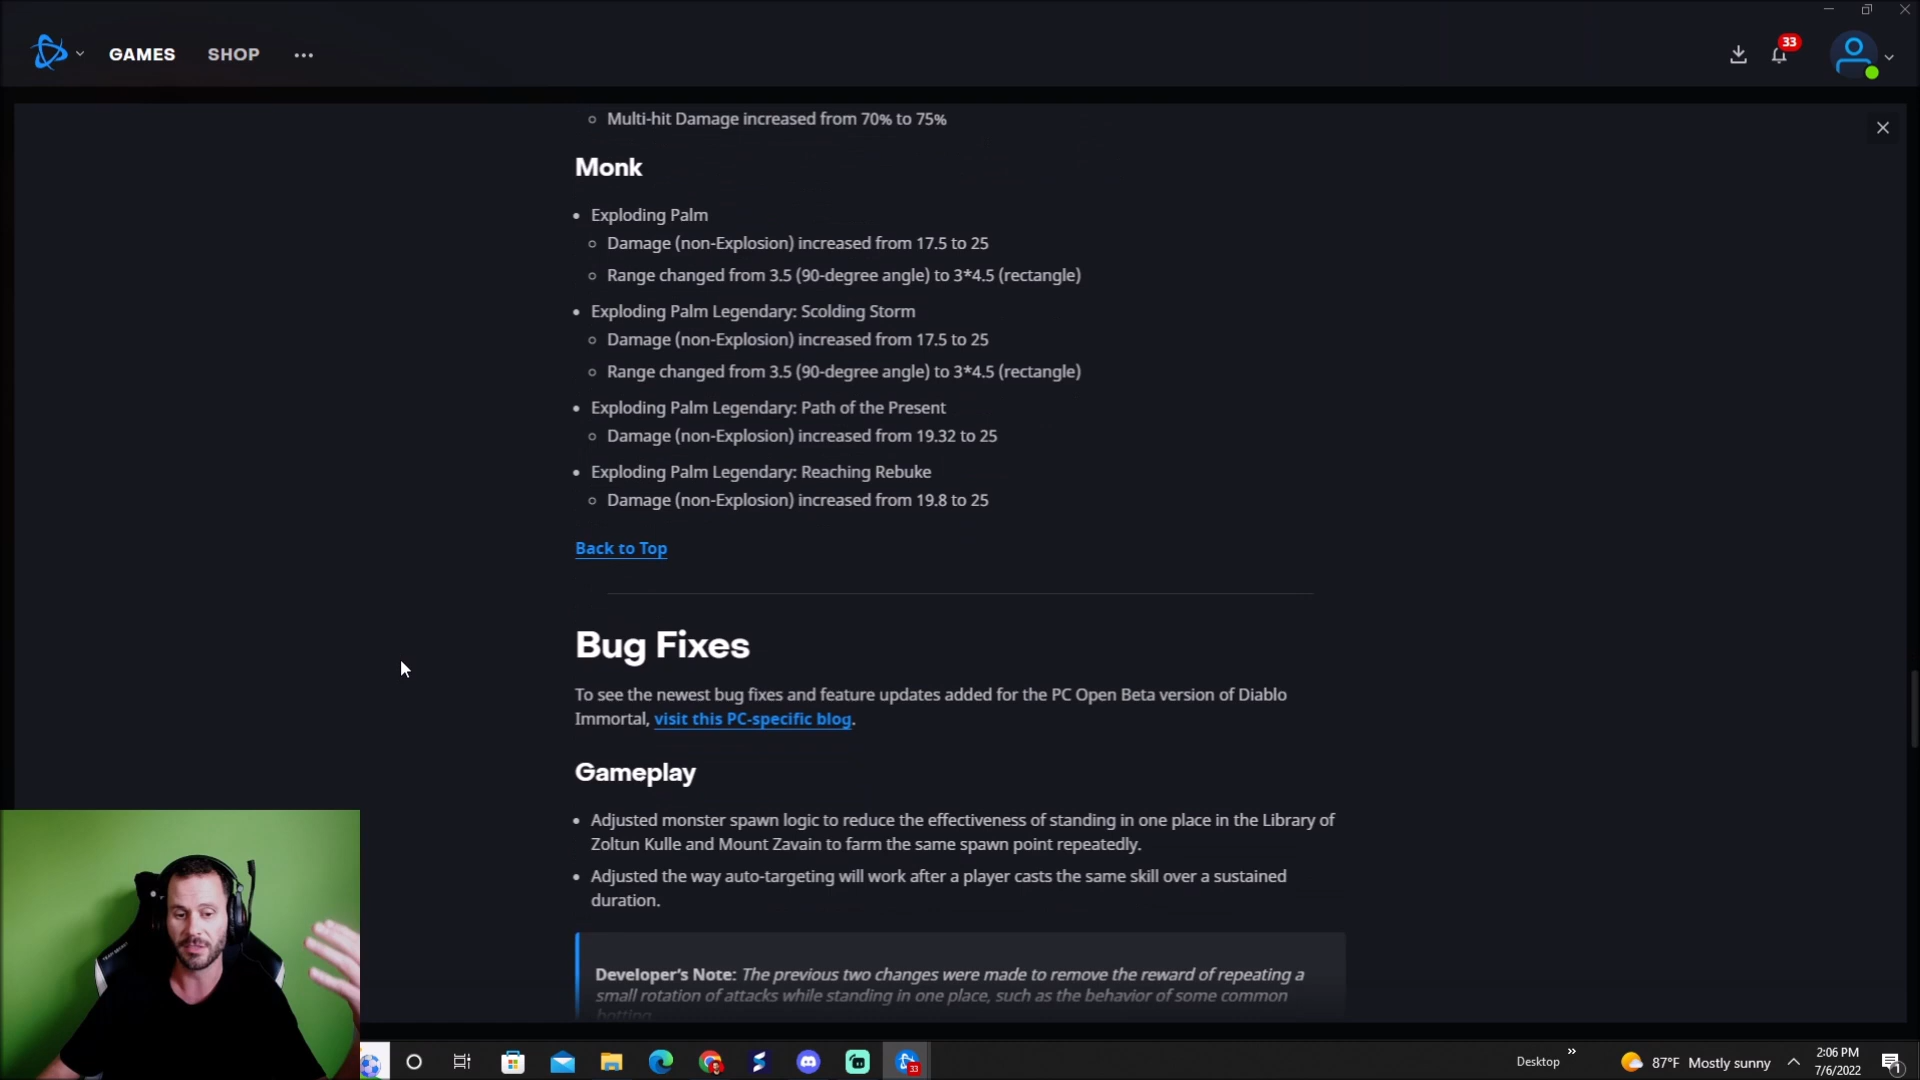 GAMES
SHOP
33
Multi-hit Damage increased from 70% to 75%
Monk
Exploding Palm
Damage (non-Explosion) increased from 17.5 to 25
Range changed from 3.5 (90-degree angle) to 3*4.5 (rectangle)
Exploding Palm Legendary: Scolding Storm
Damage (non-Explosion) increased from 17.5 to 25
Range changed from 3.5 (90-degree angle) to 3*4.5 (rectangle)
Exploding Palm Legendary: Path of the Present
Damage (non-Explosion) increased from 19.32 to 25
Exploding Palm Legendary: Reaching Rebuke
Damage (non-Explosion) increased from 19.8 to 25
Back to Top
Bug Fixes
To see the newest bug fixes and feature updates added for the PC Open Beta version of Diablo
Immortal, visit this PC-specific blog.
Gameplay
Adjusted monster spawn logic to reduce the effectiveness of standing in one place in the Library of
Zoltun Kulle and Mount Zavain to farm the same spawn point repeatedly.
Adjusted the way auto-targeting will work after a player casts the same skill over a sustained
duration.
Developer's Note: The previous two changes were made to remove the reward of repeating a
small rotation of attacks while standing in one place, such as the behavior of some common
botting
33
Desktop
87°F Mostly sunny
2:06 PM
7/6/2022
1